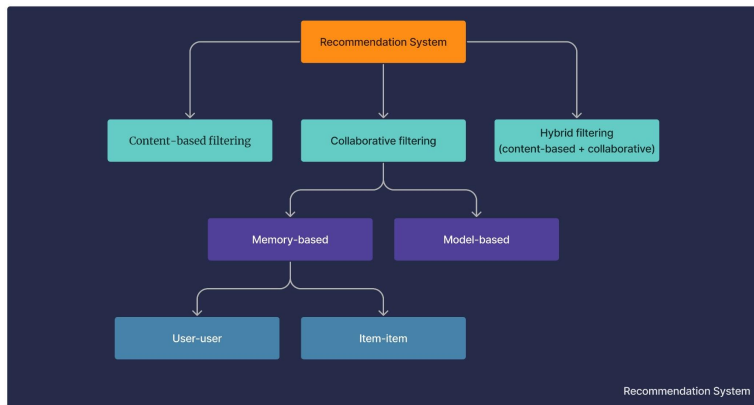 Recommendation System
Content-based filtering
Collaborative filtering
Hybrid filtering
(content-based + collaborative)
Memory-based
Model-based
User-user
Item-item
Recommendation System